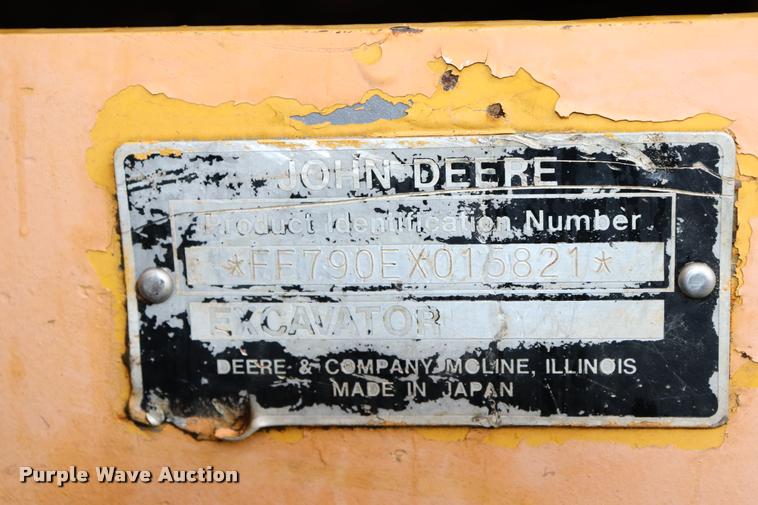 JOHN DEERE
Product Identification Number
*FF790EX015821*
EXCAVATOR
DEERE & COMPANY MOLINE, ILLINOIS
MADE IN JAPAN
Purple Wave Auction